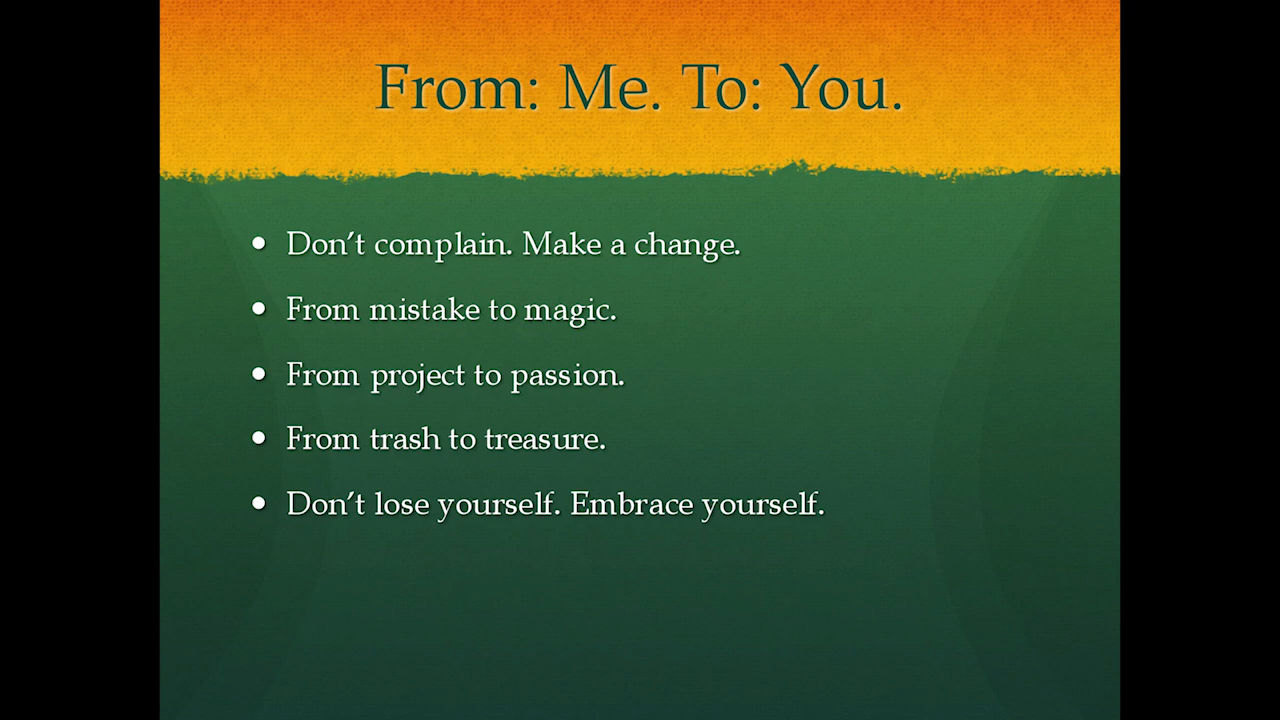 From: Me. To: You.
• Don’t complain. Make a change.
• From mistake to magic.
• From project to passion.
• From trash to treasure.
• Don’t lose yourself. Embrace yourself.